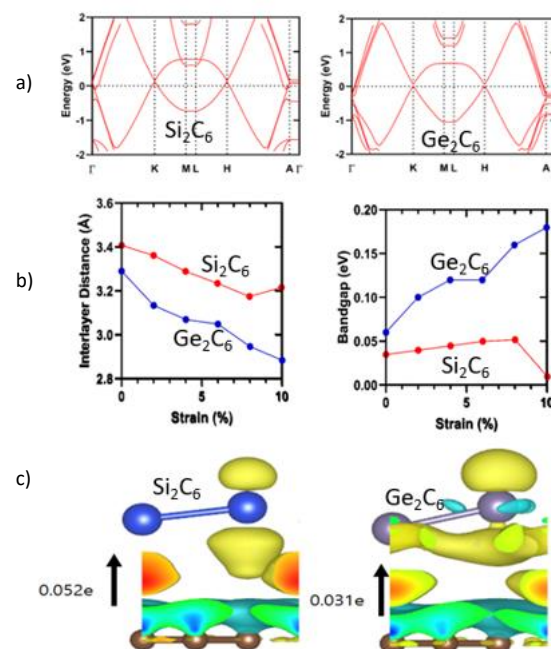 a)
Energy (eV)
2
1
0
-1
-2
Si2C6
Γ K M L H A Γ
Energy (eV)
2
1
0
-1
-2
Ge2C6
Γ K M L H A
b)
Interlayer Distance (Å)
3.6
3.4
3.2
3.0
2.8
Si2C6
Ge2C6
0 5 10
Strain (%)
Bandgap (eV)
0.20
0.15
0.10
0.05
0.00
Ge2C6
Si2C6
0 5 10
Strain (%)
c)
Si2C6
0.052e
Ge2C6
0.031e